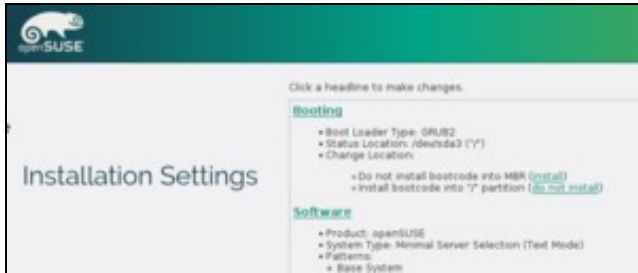 openSUSE
Click a headline to make changes.
Booting
Boot Loader Type: GRUB2
Status Location: /dev/sda3 ("/")
Change Location:
Do not install bootcode into MBR (install)
Install bootcode into "/" partition (do not install)
Installation Settings
Software
Product: openSUSE
System Type: Minimal Server Selection (Text Mode)
Patterns:
Base System